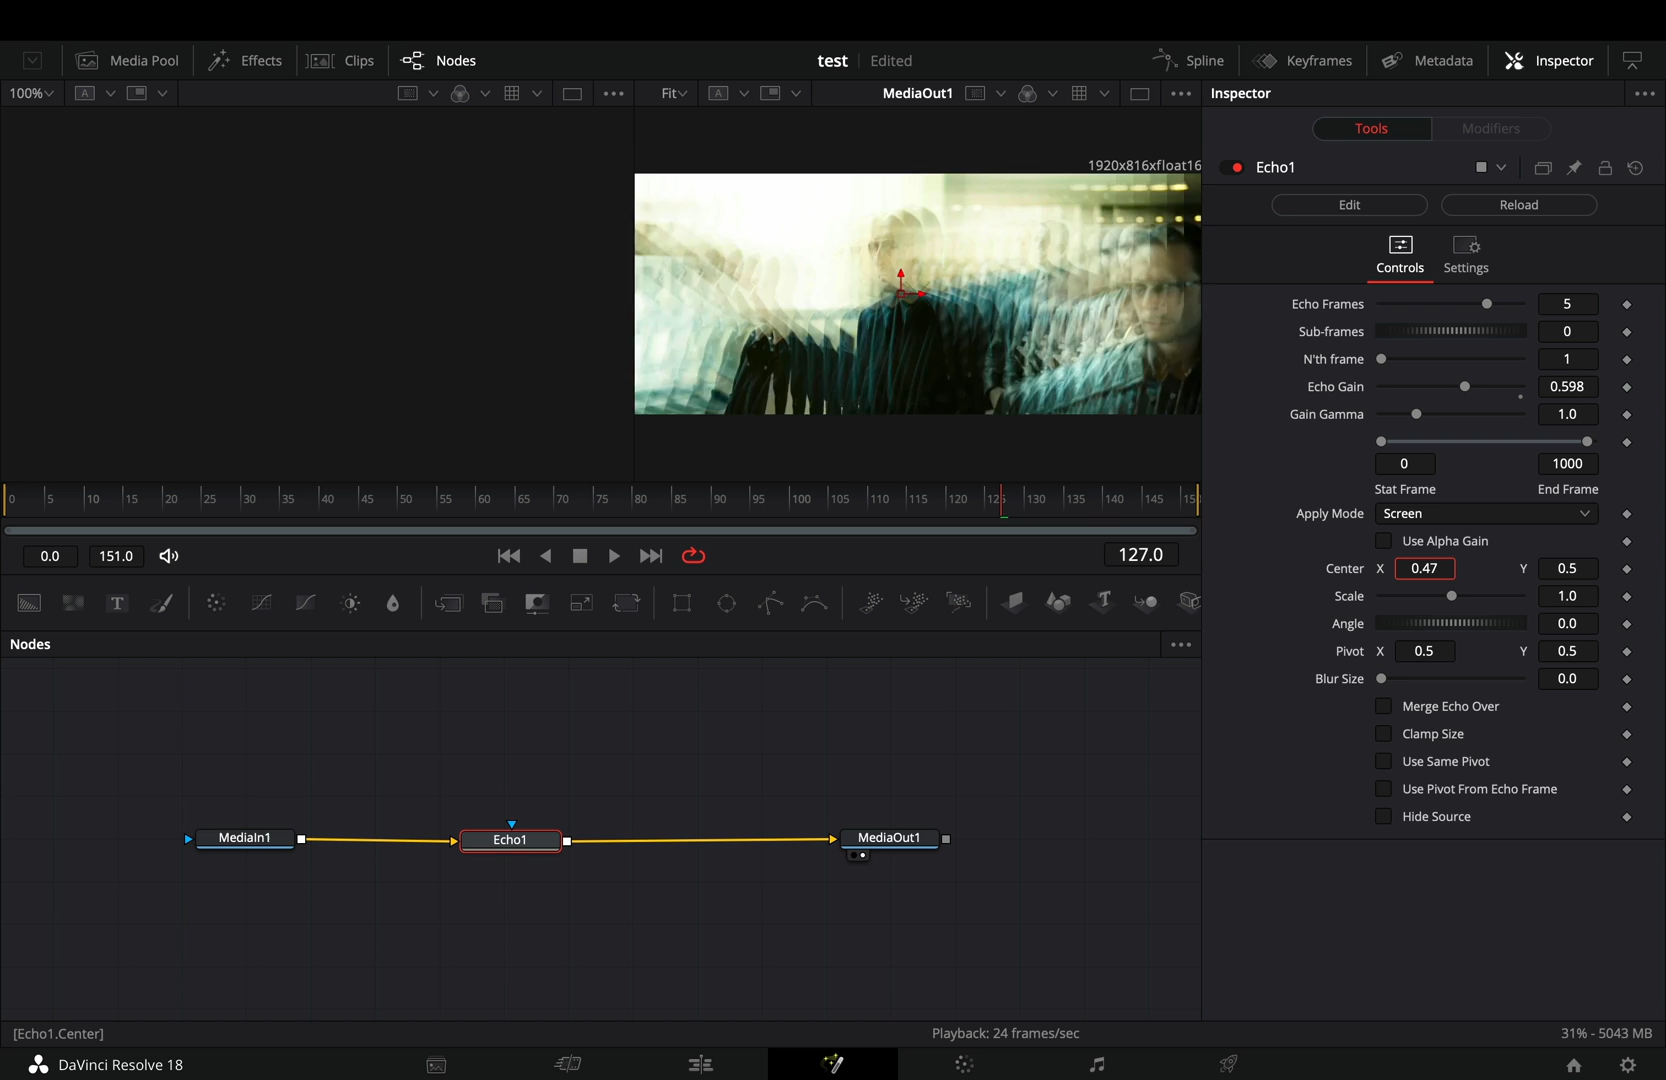 Media Pool Effects Clips Nodes test Edited Spline Keyframes Metadata Inspector
100% A Fit A MediaOut1 Inspector
Tools Modifiers
1920x816xfloat16
Echo1
Edit Reload
Controls Settings
Echo Frames 5
Sub-frames 0
N'th frame 1
Echo Gain 0.598
Gain Gamma 1.0
0 1000
Stat Frame End Frame
Apply Mode Screen
Use Alpha Gain
Center X 0.47 Y 0.5
Scale 1.0
Angle 0.0
Pivot X 0.5 Y 0.5
Blur Size 0.0
Merge Echo Over
Clamp Size
Use Same Pivot
Use Pivot From Echo Frame
Hide Source
0 5 10 15 20 25 30 35 40 45 50 55 60 65 70 75 80 85 90 95 100 105 110 115 120 125 130 135 140 145 15
0.0 151.0 127.0
T T
Nodes
MediaIn1 Echo1 MediaOut1
[Echo1.Center] Playback: 24 frames/sec 31% - 5043 MB
DaVinci Resolve 18